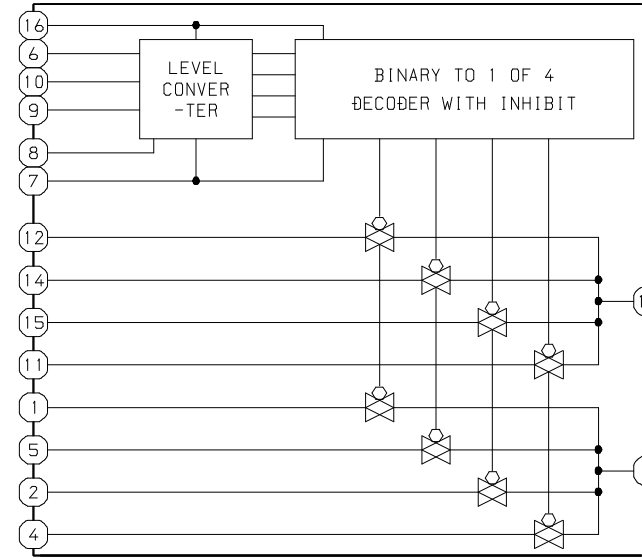 16
6
10
9
8
7
12
14
15
11
1
5
2
4
LEVEL
CONVER
-TER
BINARY TO 1 OF 4
DECODER WITH INHIBIT